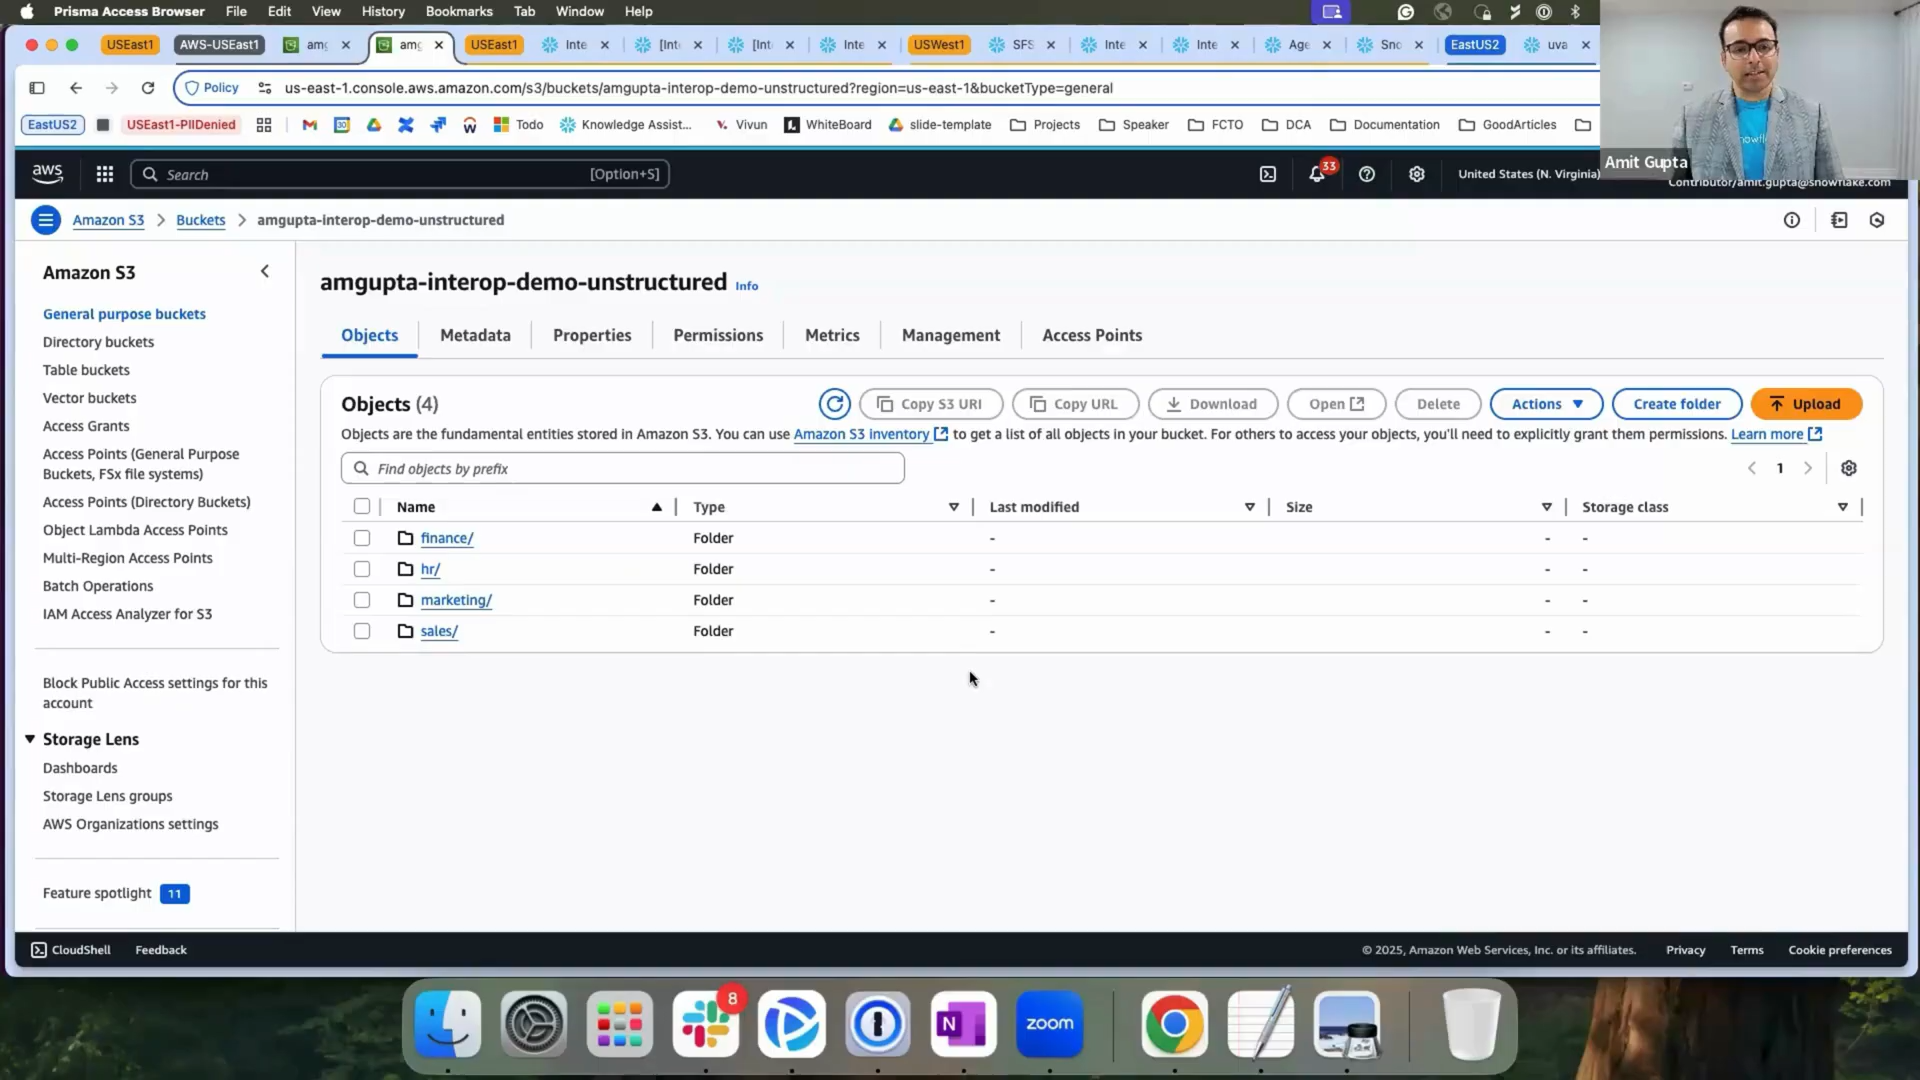 Prisma Access Browser File Edit View History Bookmarks Tab Window Help
USEast1 AWS-USEast1 amg amg USEast1 Inte [Int [Int Inte USWest1 SFS Inte Inte Age Sno EastUS2 uva
Policy us-east-1.console.aws.amazon.com/s3/buckets/amgupta-interop-demo-unstructured?region=us-east-1&bucketType=general
EastUS2 USEast1-PIIDenied Todo Knowledge Assist... Vivun WhiteBoard slide-template Projects Speaker FCTO DCA Documentation GoodArticles
aws Search [Option+S] 33 United States (N. Virginia)
Amit Gupta
Contributor/amit.gupta@snowflake.com
Amazon S3 Buckets amgupta-interop-demo-unstructured
Amazon S3
General purpose buckets
Directory buckets
Table buckets
Vector buckets
Access Grants
Access Points (General Purpose
Buckets, FSx file systems)
Access Points (Directory Buckets)
Object Lambda Access Points
Multi-Region Access Points
Batch Operations
IAM Access Analyzer for S3
Block Public Access settings for this
account
Storage Lens
Dashboards
Storage Lens groups
AWS Organizations settings
Feature spotlight 11
amgupta-interop-demo-unstructured Info
Objects Metadata Properties Permissions Metrics Management Access Points
Objects (4) Copy S3 URI Copy URL Download Open Delete Actions Create folder Upload
Objects are the fundamental entities stored in Amazon S3. You can use Amazon S3 inventory to get a list of all objects in your bucket. For others to access your objects, you'll need to explicitly grant them permissions. Learn more
Find objects by prefix 1
Name Type Last modified Size Storage class
finance/ Folder - - -
hr/ Folder - - -
marketing/ Folder - - -
sales/ Folder - - -
CloudShell Feedback © 2025, Amazon Web Services, Inc. or its affiliates. Privacy Terms Cookie preferences
8
N
zoom